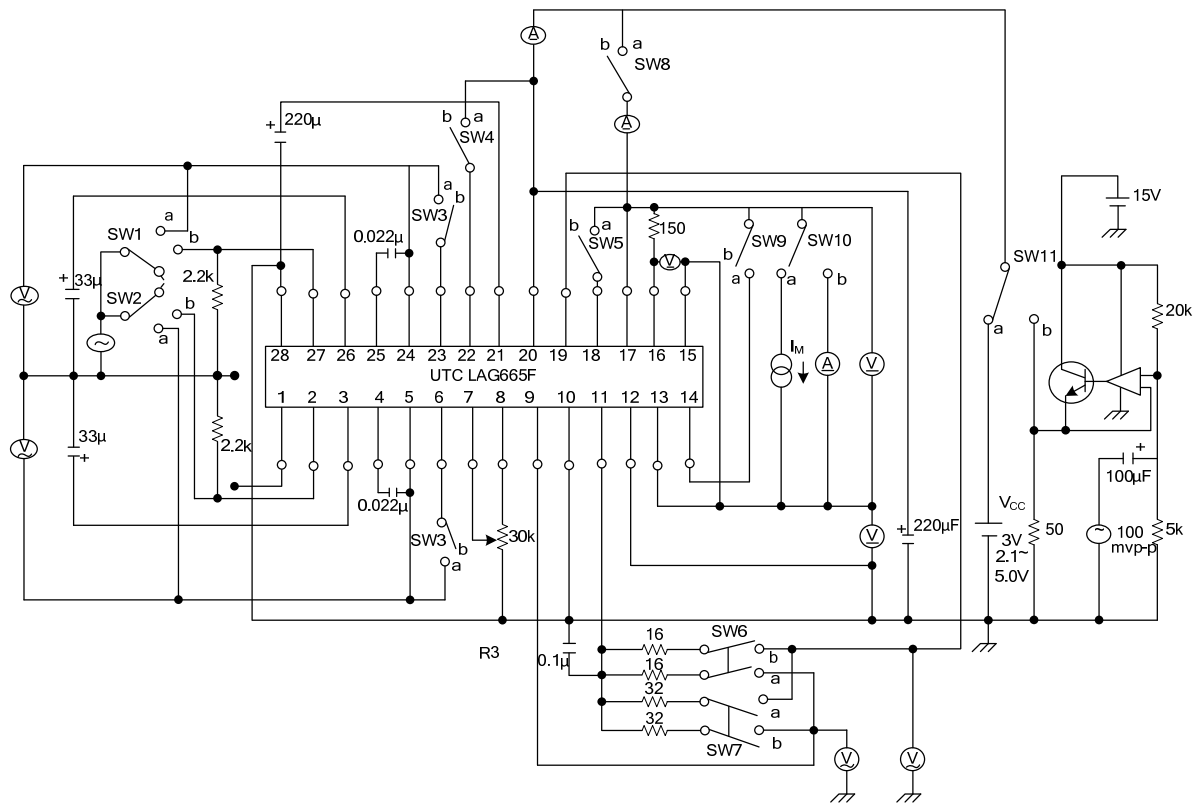 A
b a
SW8
220µ
+
b a
SW4
A
15V
a
SW3
b
a
SW5
b
150
SW9
SW10
b
a
a
b
0.022µ
SW1
a
b
V
SW11
33µ
+
2.2k
a
b
20k
V
SW2
b
a
28 27 26 25 24 23 22 21 20 19 18 17 16 15
UTC LAG665F
1 2 3 4 5 6 7 8 9 10 11 12 13 14
IM
A
V
33µ
+
V
2.2k
0.022µ
SW3
b
a
30k
V
+
220µF
VCC
3V
2.1~
5.0V
50
+
100µF
100
mvp-p
5k
R3
0.1µ
16
SW6
b
16
a
32
a
32
b
SW7
V
V